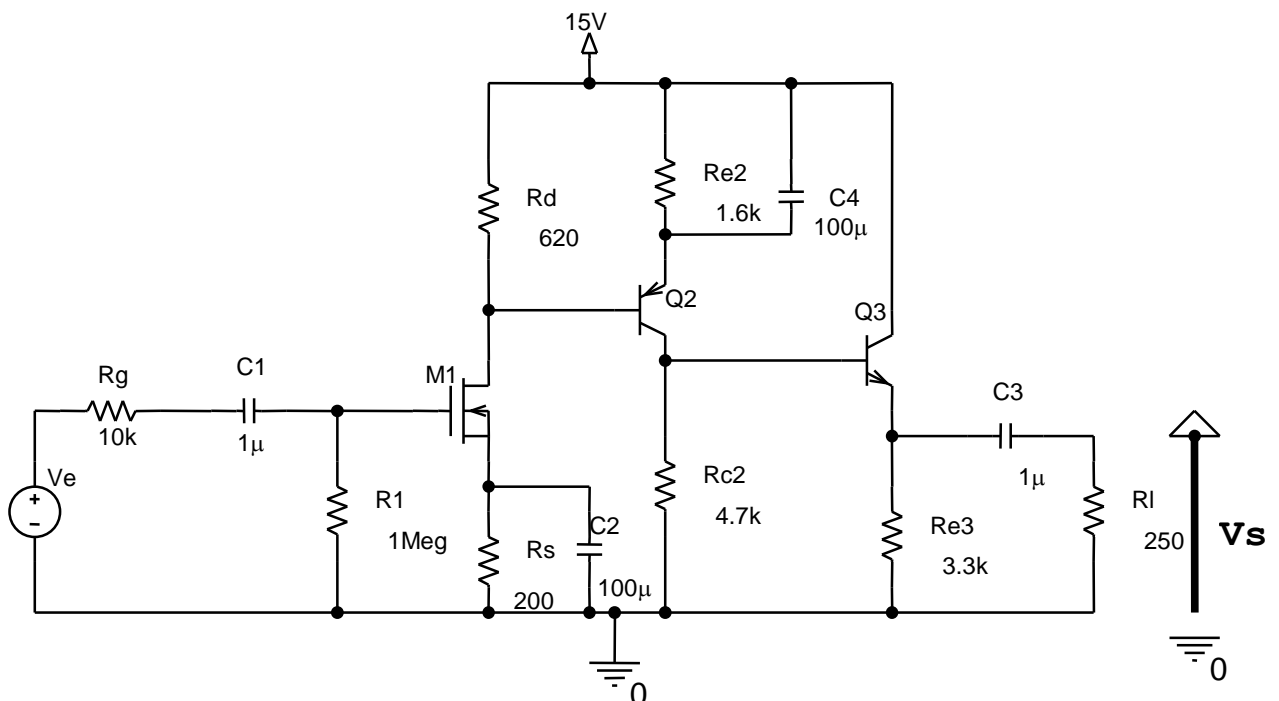 15V
Rd
620
Re2
1.6k
C4
100µ
Q2
Q3
M1
Rg
10k
C1
1µ
Ve
R1
1Meg
Rs
200
C2
100µ
Rc2
4.7k
Re3
3.3k
C3
1µ
Rl
250
Vs
0
0